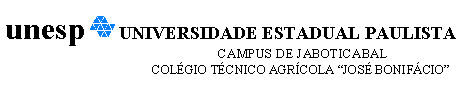 unesp UNIVERSIDADE ESTADUAL PAULISTA
CAMPUS DE JABOTICABAL
COLÉGIO TÉCNICO AGRÍCOLA “JOSÉ BONIFÁCIO”